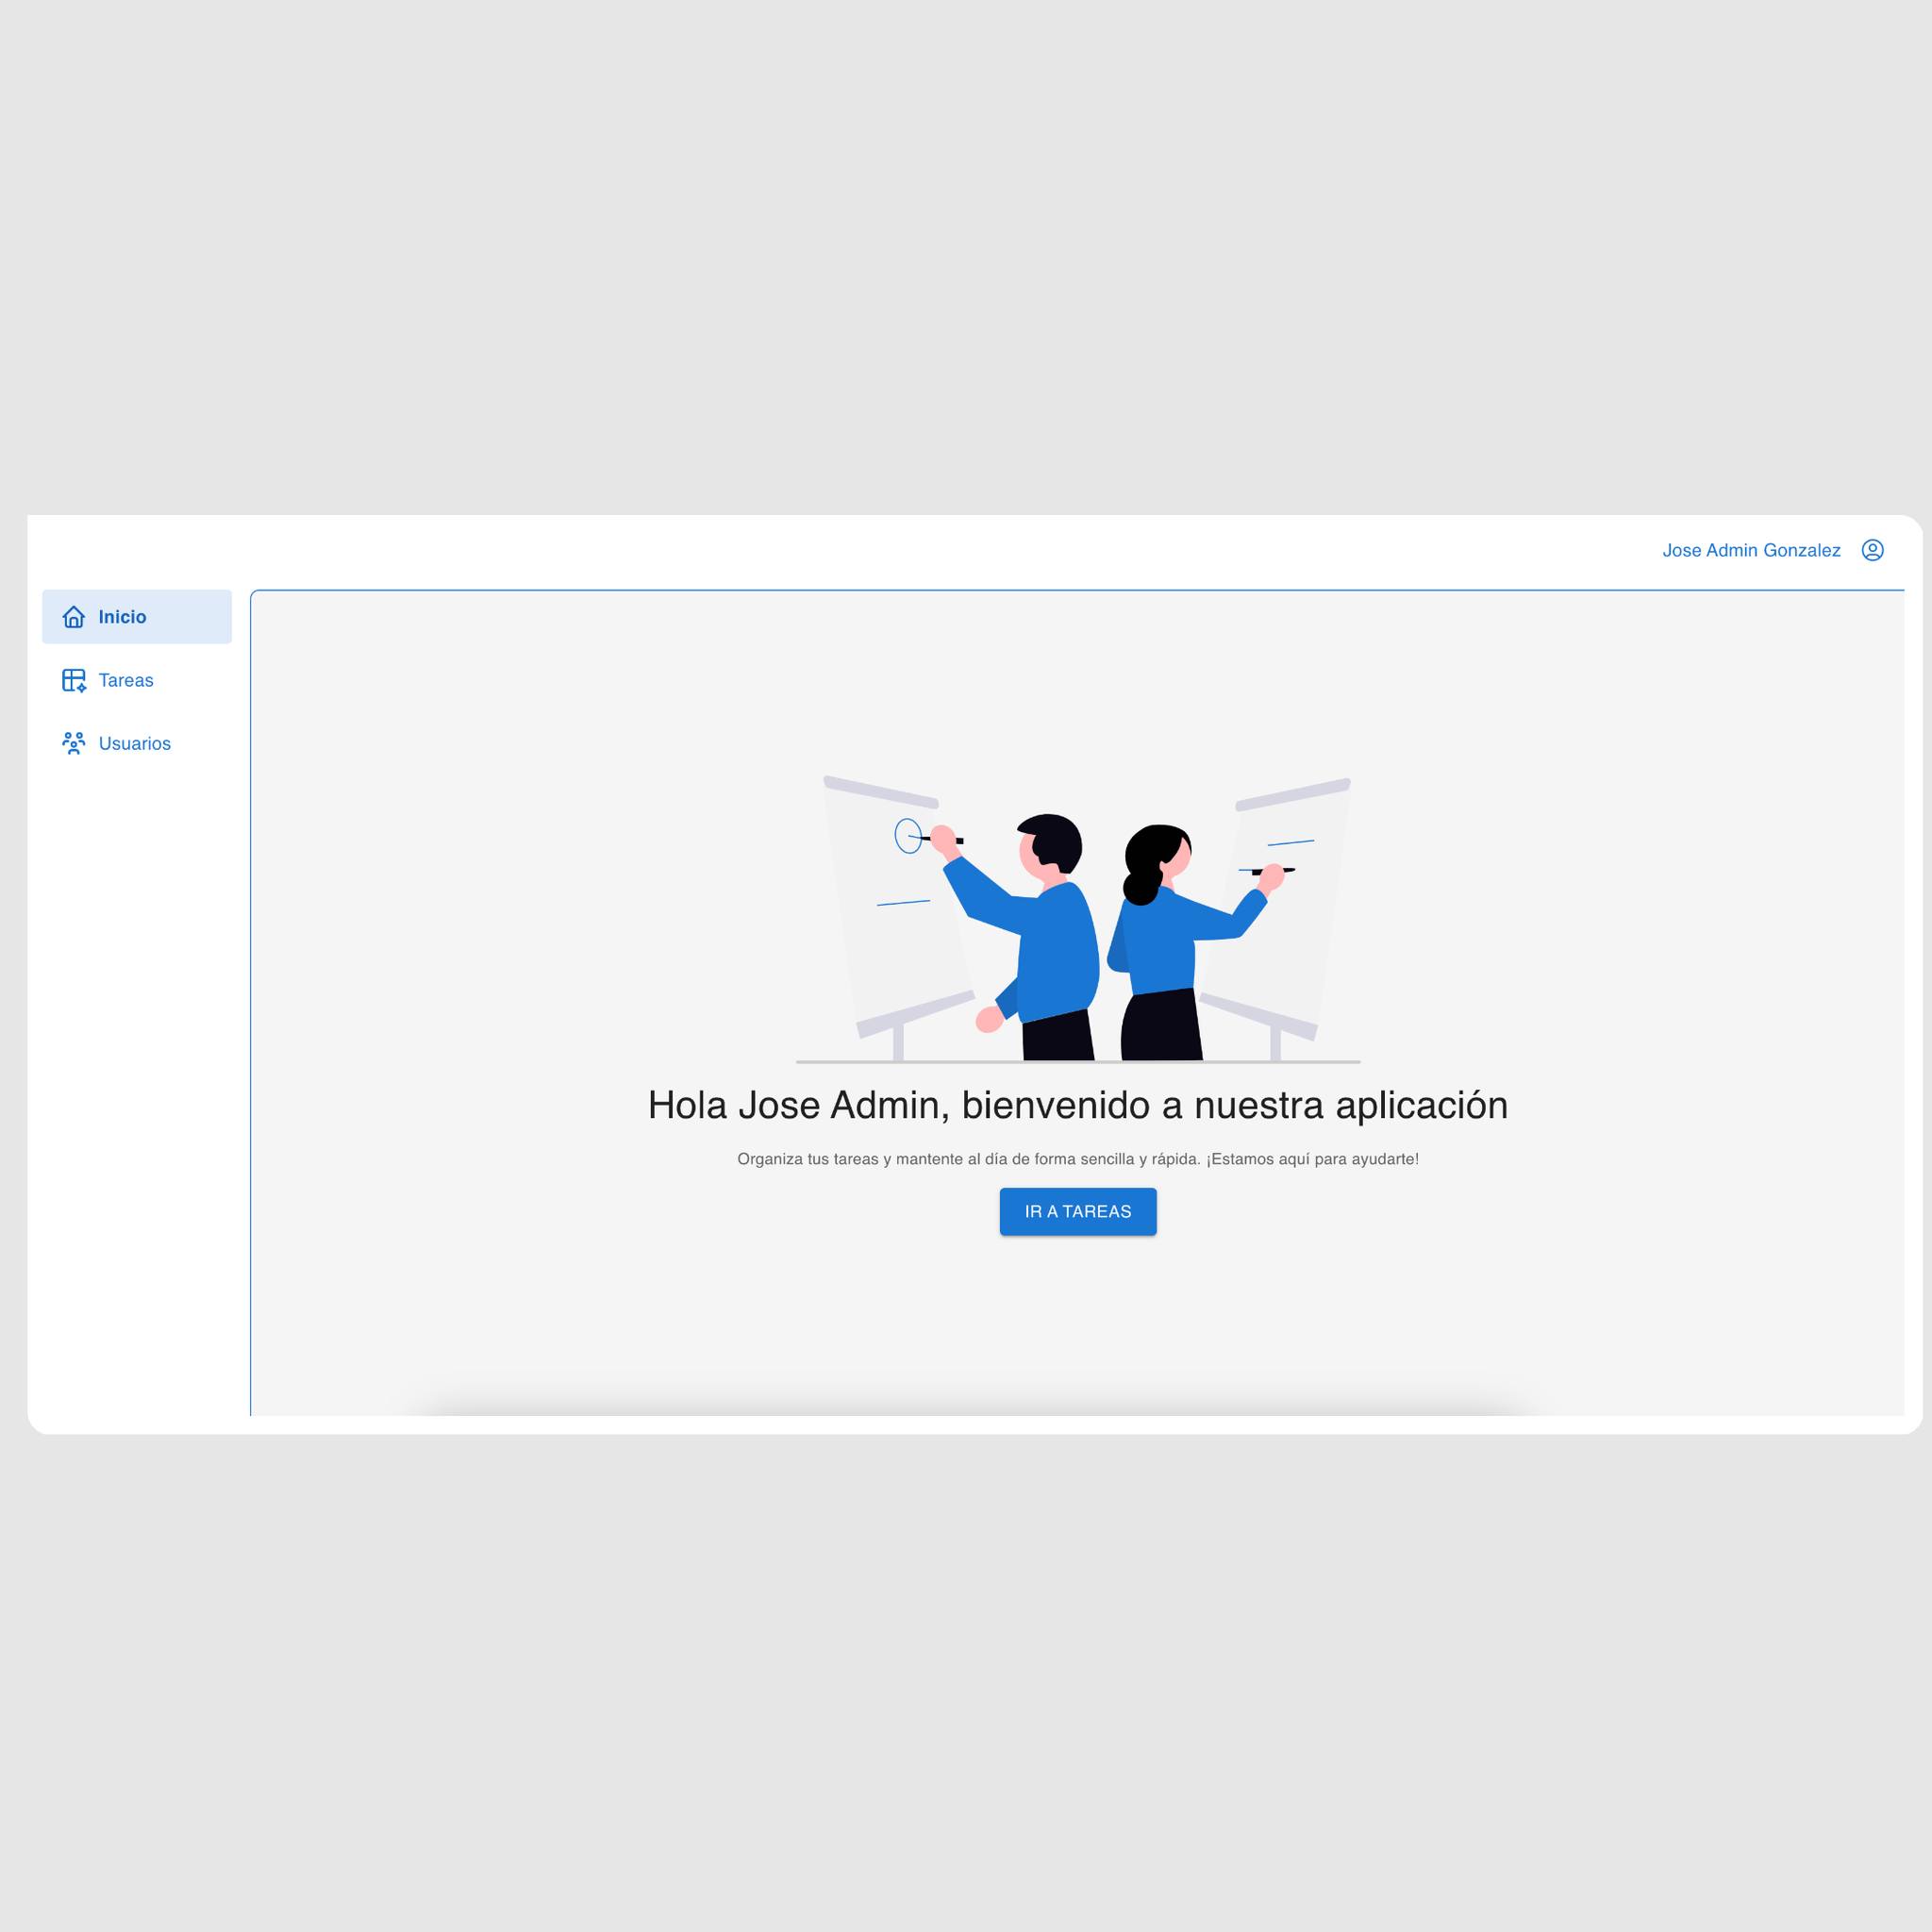 Jose Admin Gonzalez
Inicio
Tareas
Usuarios
Hola Jose Admin, bienvenido a nuestra aplicación
Organiza tus tareas y mantente al día de forma sencilla y rápida. ¡Estamos aquí para ayudarte!
IR A TAREAS